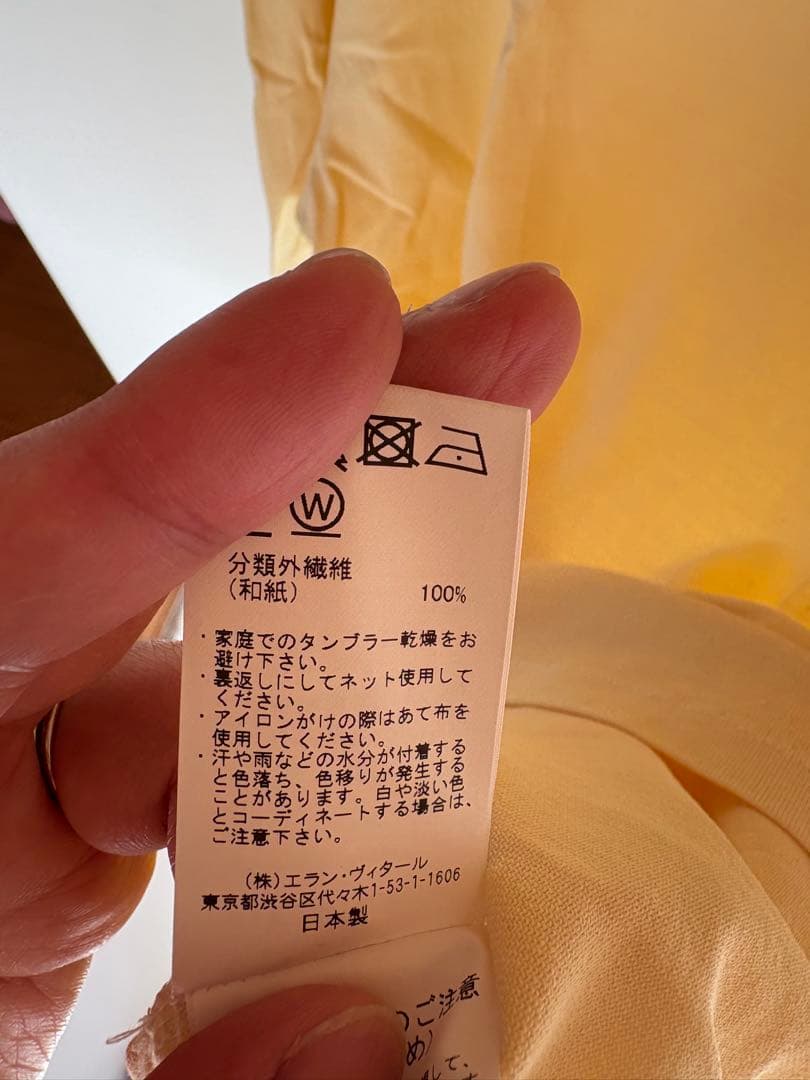 W
分類外繊維
（和紙） 100%
・家庭でのタンブラー乾燥をお
避け下さい。
・裏返しにしてネット使用して
ください。
・アイロンがけの際はあて布を
使用してください。
・汗や雨などの水分が付着する
と色落ち、色移りが発生する
ことがあります。白や淡い色
とコーディネートする場合は、
ご注意下さい。
（株）エラン・ヴィタール
東京都渋谷区代々木1-53-1-1606
日本製
のご注意
め）
して、